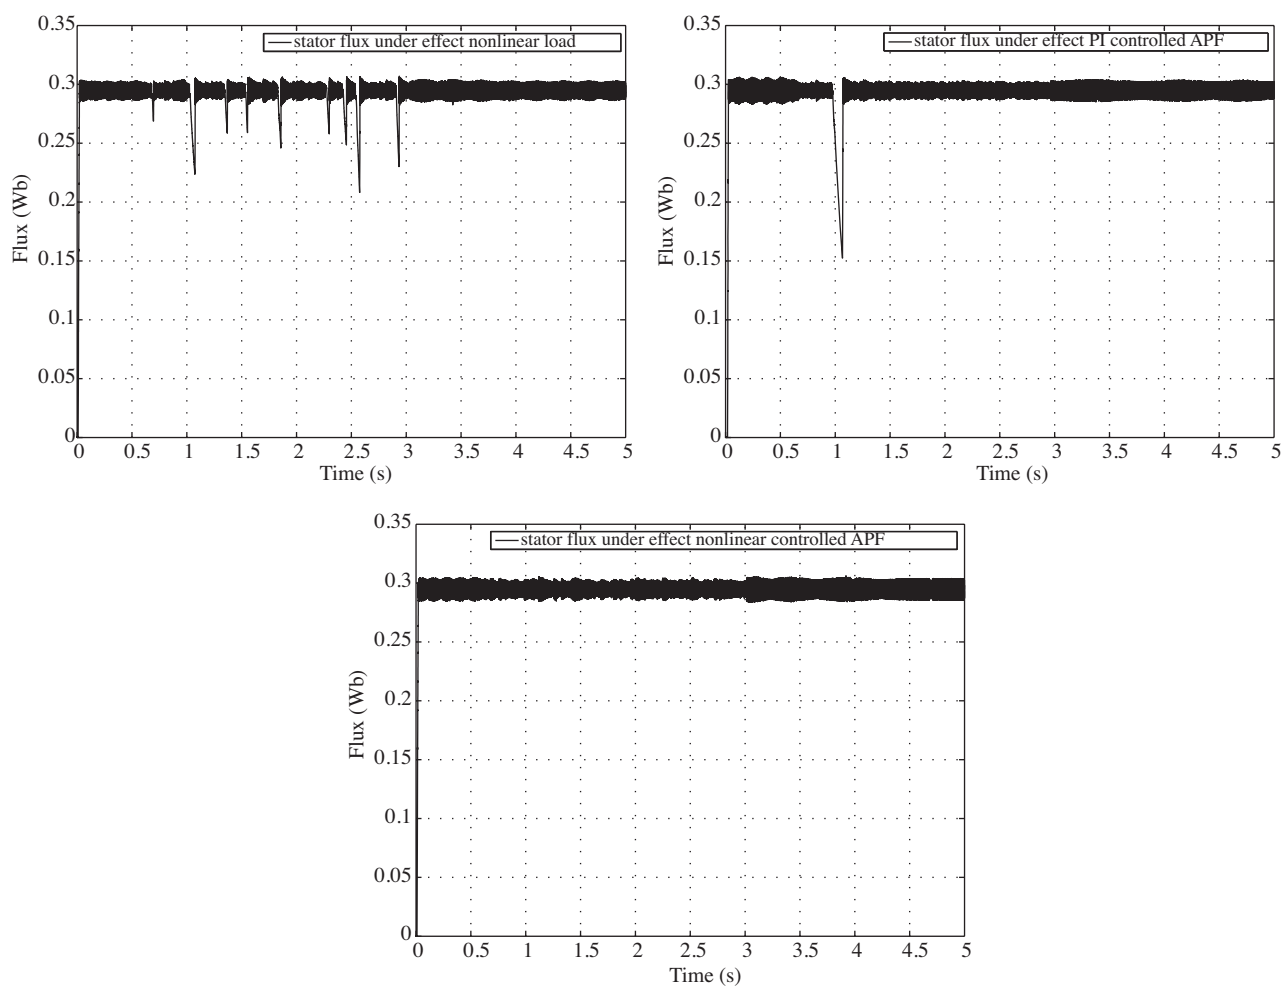 stator flux under effect nonlinear load
Flux (Wb)
0.35
0.3
0.25
0.2
0.15
0.1
0.05
0
0 0.5 1 1.5 2 2.5 3 3.5 4 4.5 5
Time (s)
stator flux under effect PI controlled APF
Flux (Wb)
0.35
0.3
0.25
0.2
0.15
0.1
0.05
0
0 0.5 1 1.5 2 2.5 3 3.5 4 4.5 5
Time (s)
stator flux under effect nonlinear controlled APF
Flux (Wb)
0.35
0.3
0.25
0.2
0.15
0.1
0.05
0
0 0.5 1 1.5 2 2.5 3 3.5 4 4.5 5
Time (s)